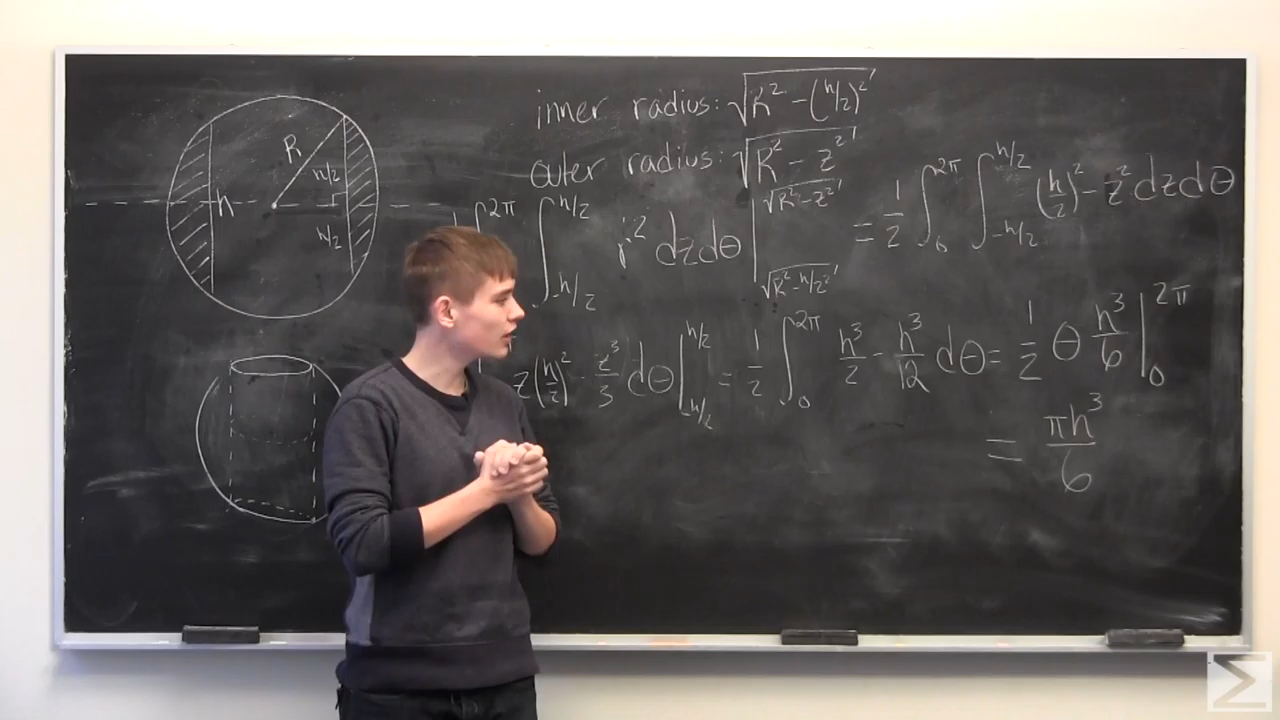 inner radius: √(R² - (h/2)²)
outer radius: √(R² - z²)
R
h/2
h
h/2
∫₀^2π ∫_-h/2^h/2 r² dz dθ |_√(R²-h/2²)^√(R²-z²) = 1/2 ∫₀^2π ∫_-h/2^h/2 (h/2)² - z² dz dθ
z(h/2)² - z³/3 dθ |_-h/2^h/2 = 1/2 ∫₀^2π h³/2 - h³/12 dθ = 1/2 θ h³/6 |₀^2π
= πh³/6
Σ